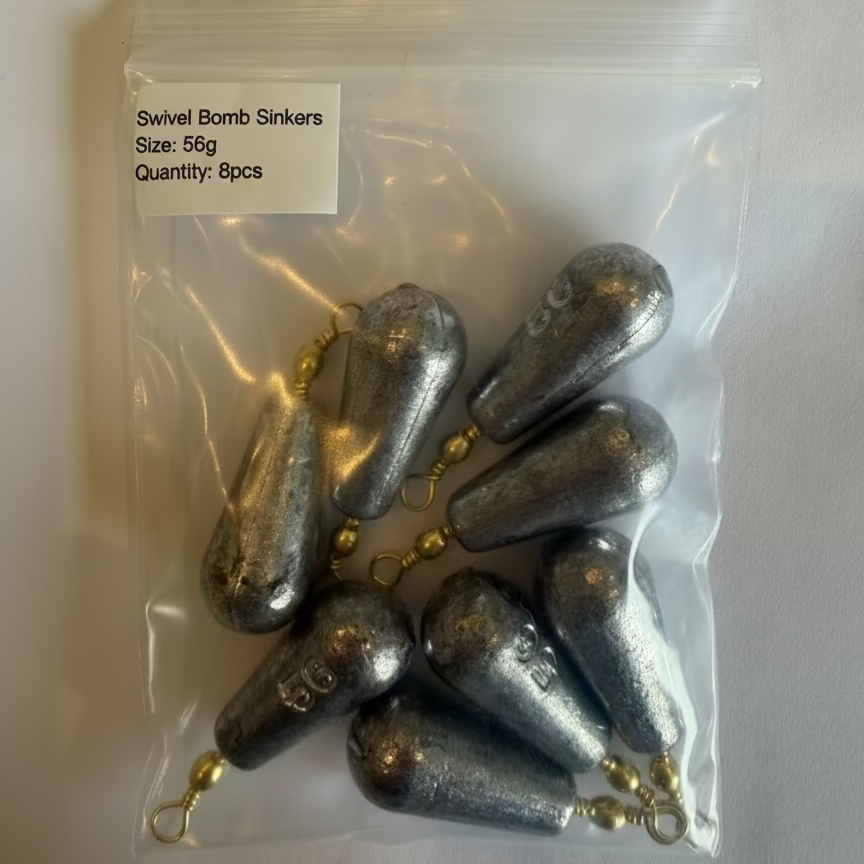 Swivel Bomb Sinkers
Size: 56g
Quantity: 8pcs
56